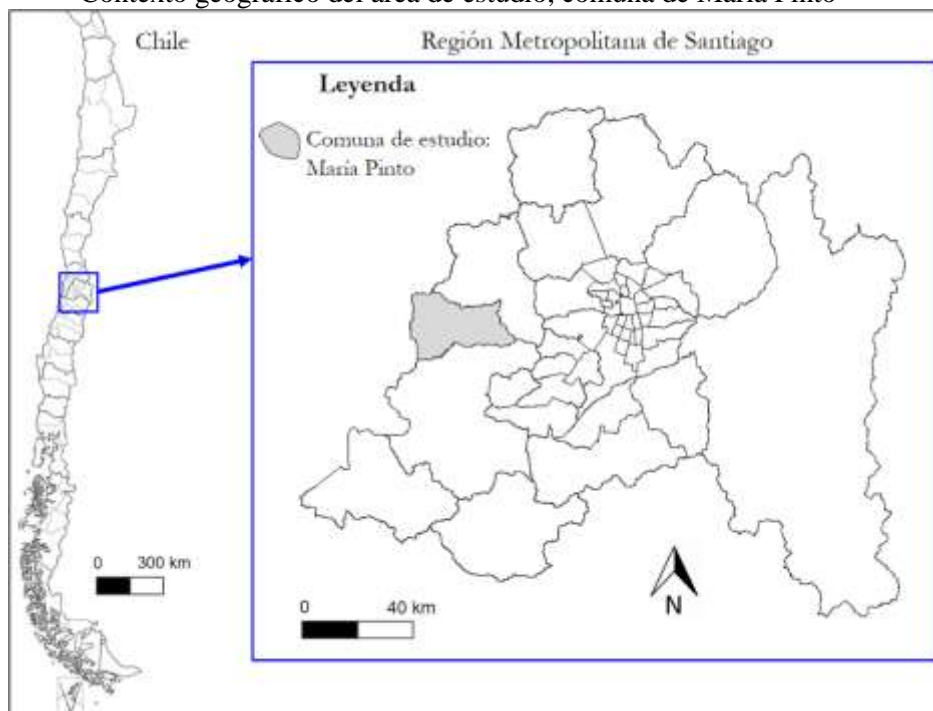 Contexto geográfico del área de estudio, comuna de María Pinto
Chile
Región Metropolitana de Santiago
Leyenda
Comuna de estudio:
María Pinto
0 300 km
0 40 km
N